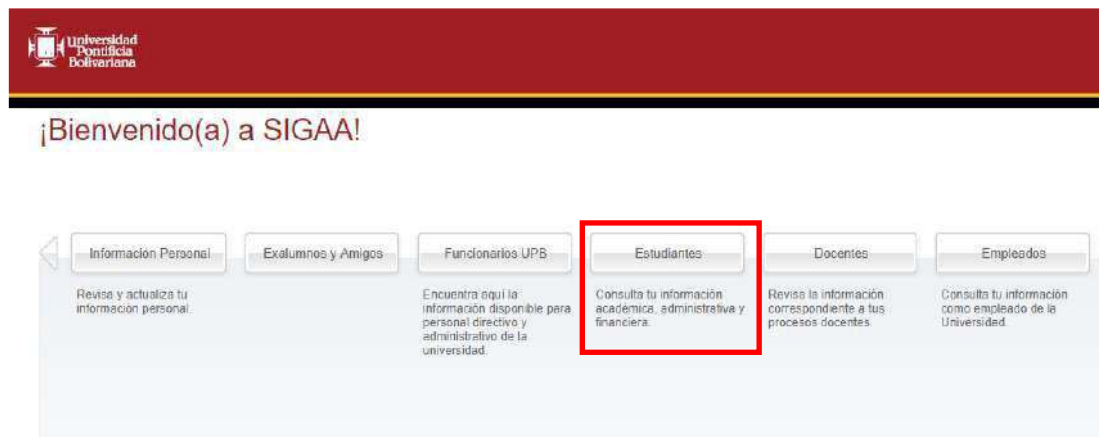 Universidad
Pontificia
Bolivariana
¡Bienvenido(a) a SIGAA!
Información Personal
Exalumnos y Amigos
Funcionarios UPB
Estudiantes
Docentes
Empleados
Revisa y actualiza tu
información personal.
Encuentra aquí la
información disponible para
personal directivo y
administrativo de la
universidad.
Consulta tu información
académica, administrativa y
financiera.
Revisa la información
correspondiente a tus
procesos docentes.
Consulta tu información
como empleado de la
Universidad.